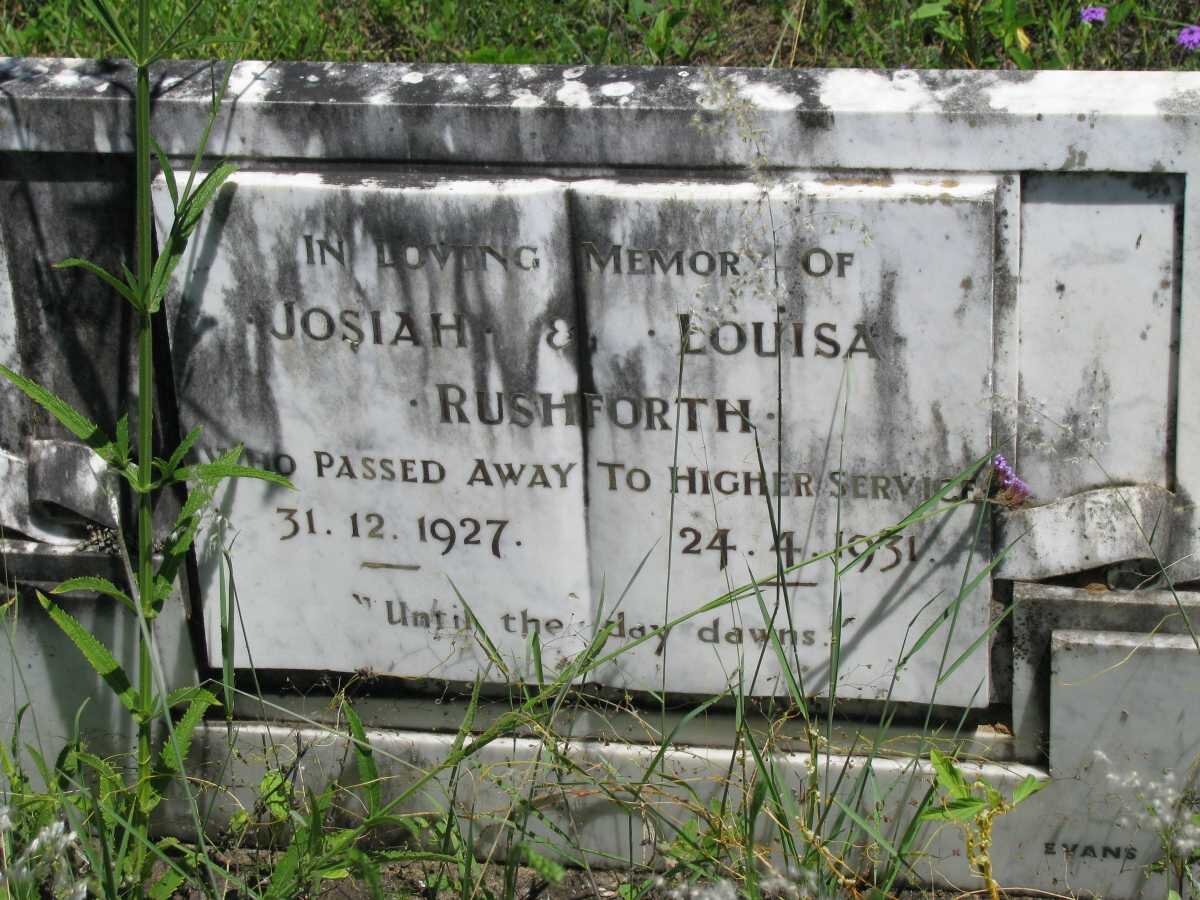 In Loving Memory Of
· Josiah · & · Louisa ·
· Rushforth ·
Who Passed Away To Higher Service
31. 12. 1927. 24. 4. 1931.
"Until the day dawns."
EVANS